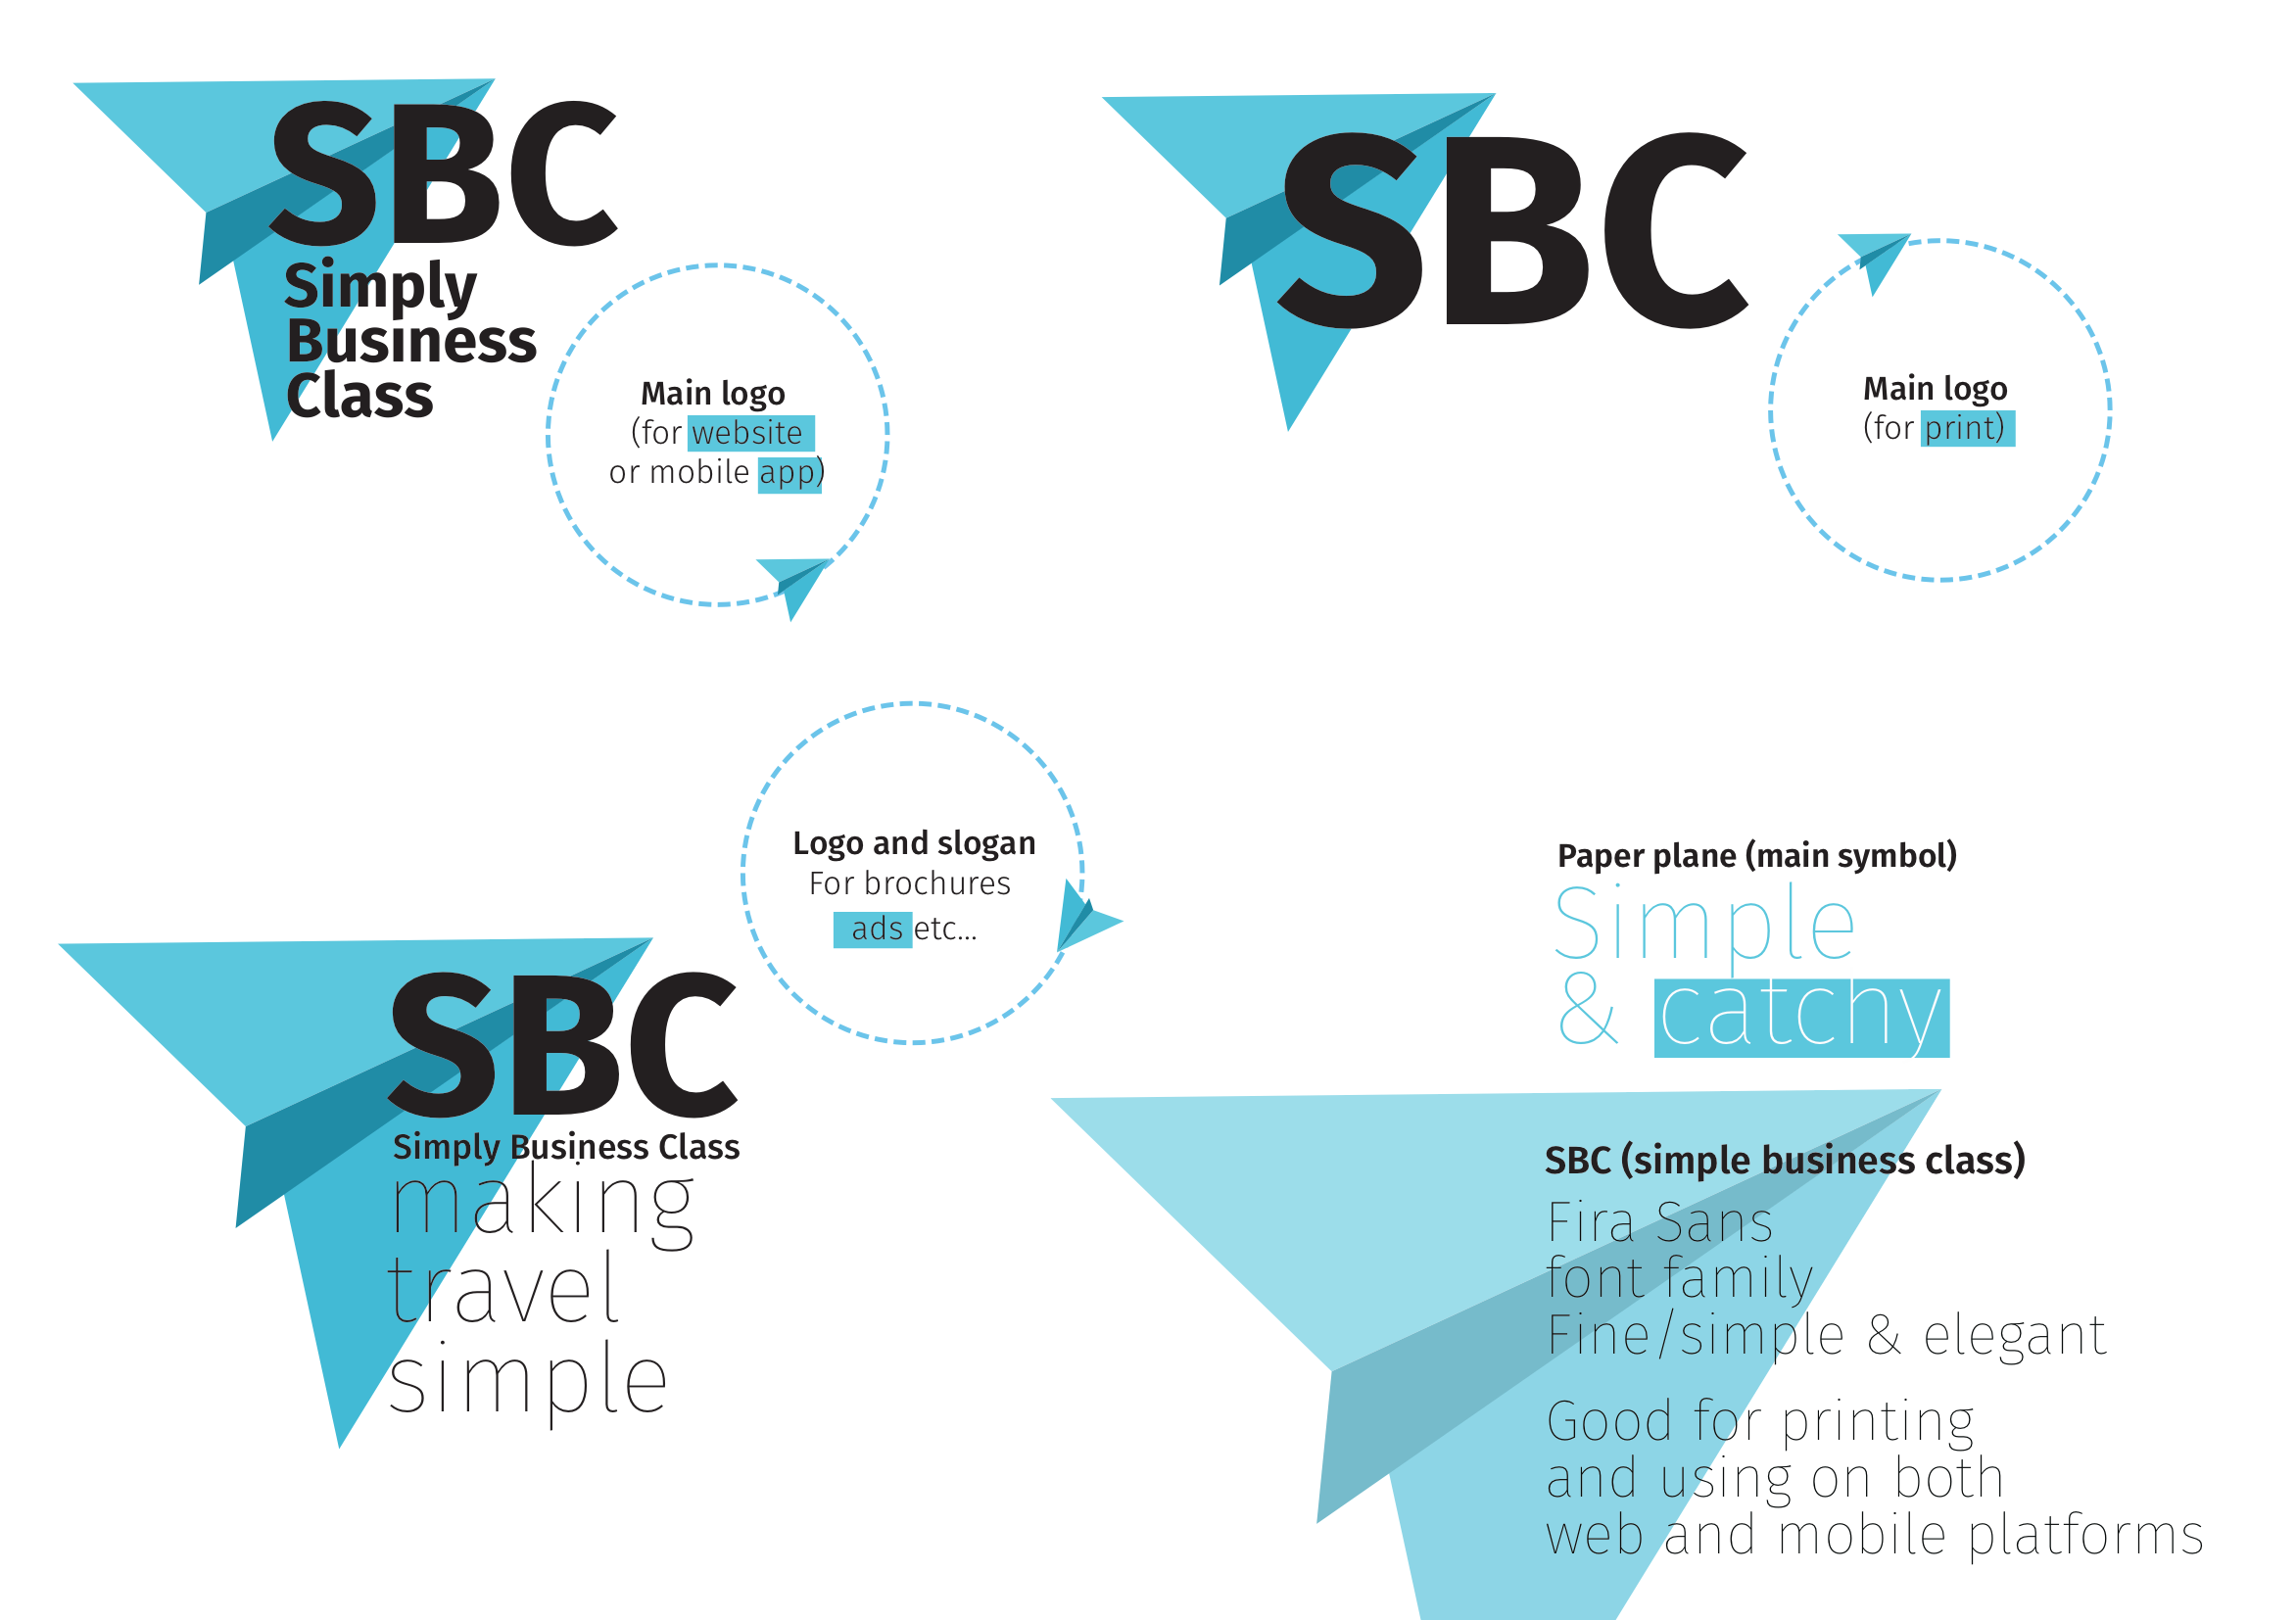 SBC
Simply
Business
Class
Main logo
(for website
or mobile app)
SBC
Main logo
(for print)
Logo and slogan
For brochures
ads etc...
SBC
Simply Business Class
making
travel
simple
Paper plane (main symbol)
Simple
& catchy
SBC (simple business class)
Fira Sans
font family
Fine/simple & elegant
Good for printing
and using on both
web and mobile platforms